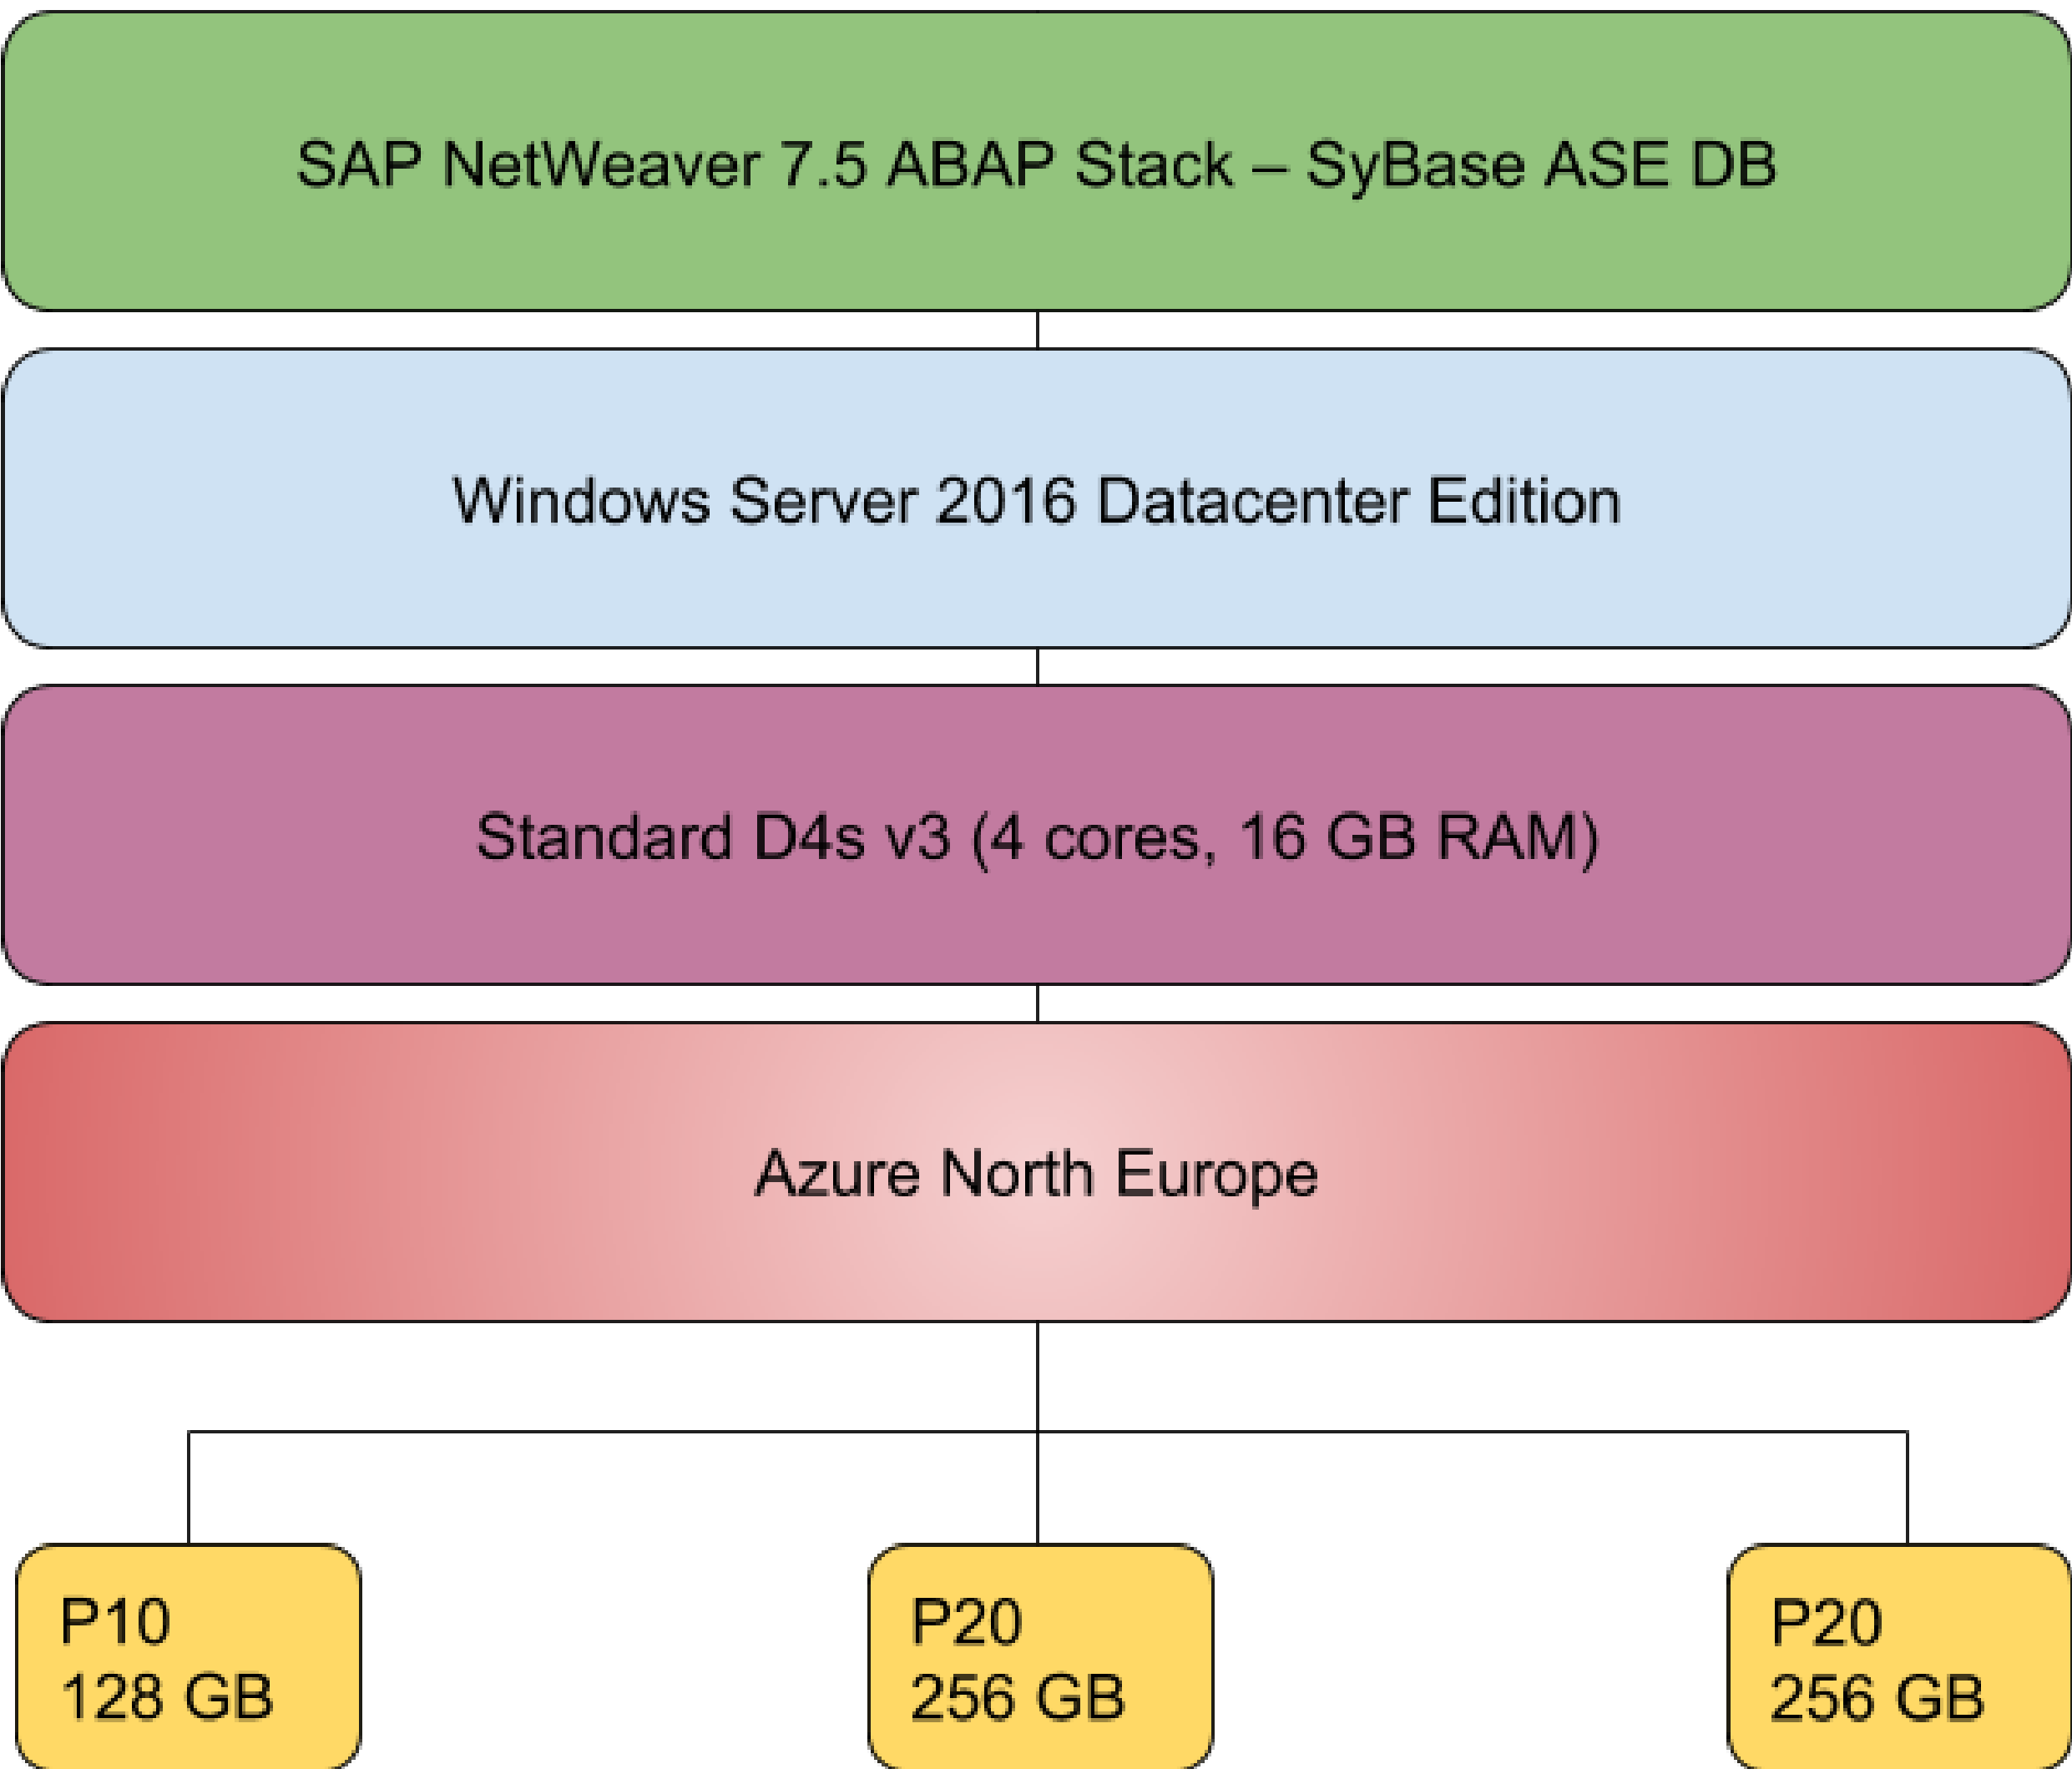 SAP NetWeaver 7.5 ABAP Stack – SyBase ASE DB
Windows Server 2016 Datacenter Edition
Standard D4s v3 (4 cores, 16 GB RAM)
Azure North Europe
P10
128 GB
P20
256 GB
P20
256 GB